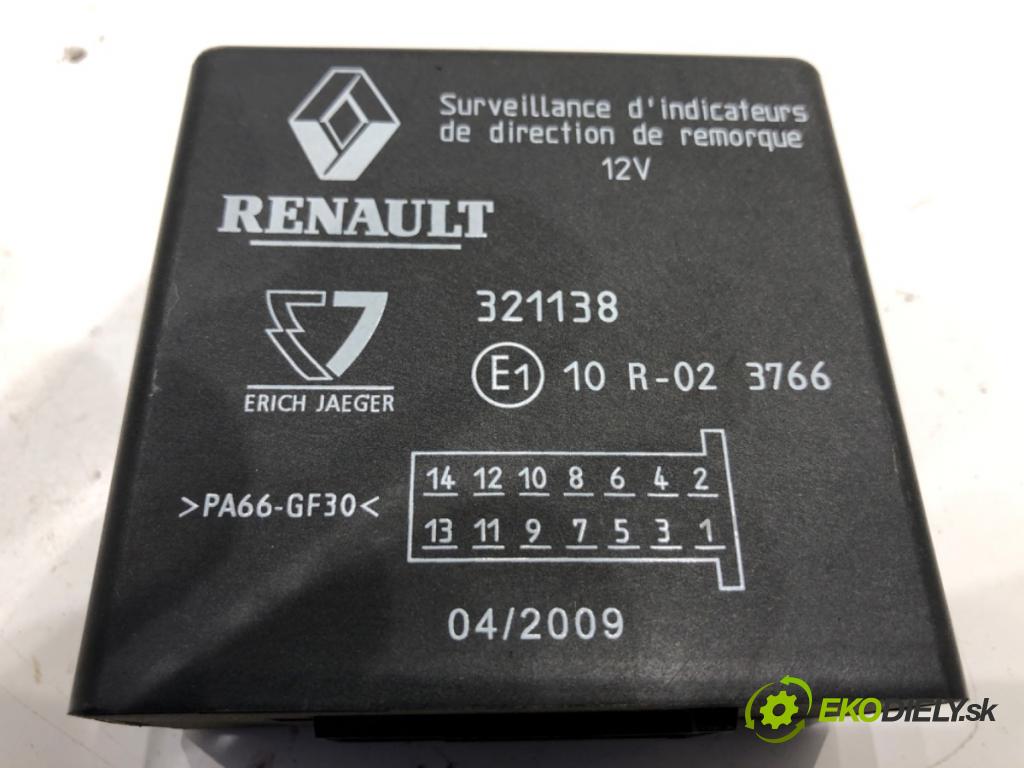 Surveillance d'indicateurs
de direction de remorque
12V
RENAULT
321138
E1 10 R-02 3766
ERICH JAEGER
>PA66-GF30<
14 12 10 8 6 4 2
13 11 9 7 5 3 1
04/2009
EKODIELY.sk